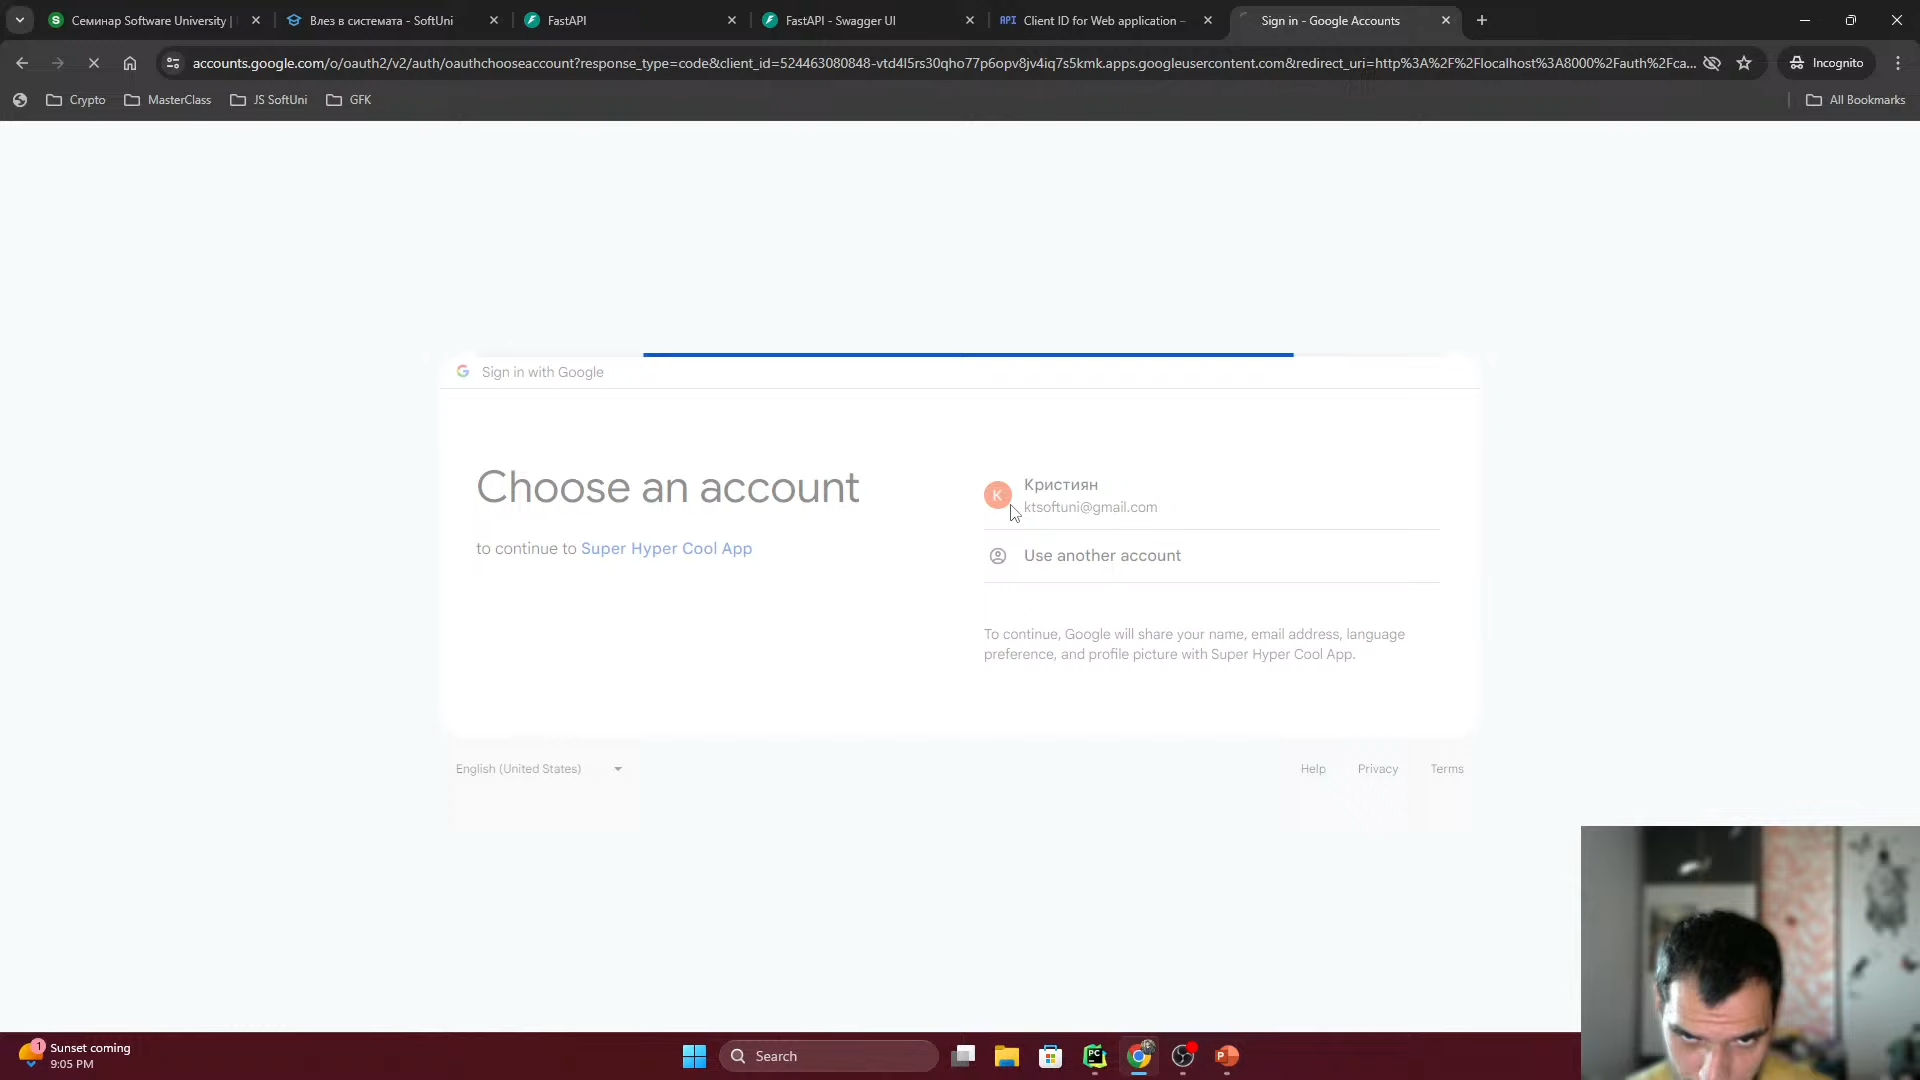 Семинар Software University |
Влез в системата - SoftUni
FastAPI
FastAPI - Swagger UI
API Client ID for Web application –
Sign in - Google Accounts
accounts.google.com/o/oauth2/v2/auth/oauthchooseaccount?response_type=code&client_id=524463080848-vtd4l5rs30qho77p6opv8jv4iq7s5kmk.apps.googleusercontent.com&redirect_uri=http%3A%2F%2Flocalhost%3A8000%2Fauth%2Fca...
Incognito
Crypto
MasterClass
JS SoftUni
GFK
All Bookmarks
Sign in with Google
Choose an account
to continue to Super Hyper Cool App
K
Кристиян
ktsoftuni@gmail.com
Use another account
To continue, Google will share your name, email address, language
preference, and profile picture with Super Hyper Cool App.
English (United States)
Help
Privacy
Terms
1
Sunset coming
9:05 PM
Search